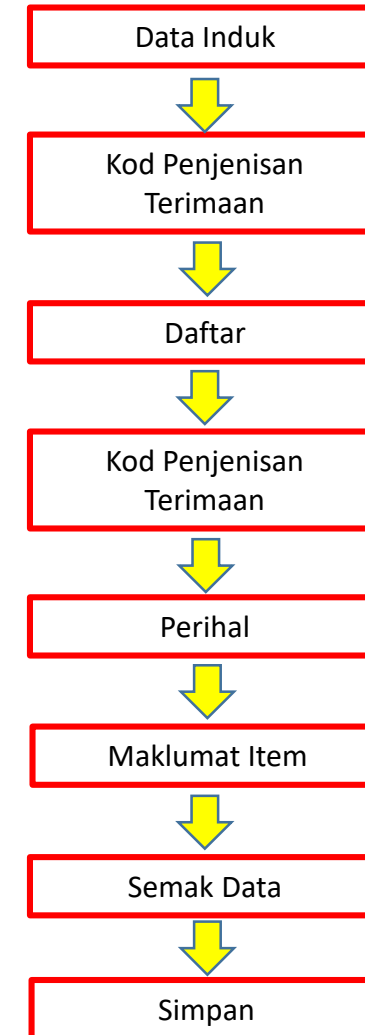 Data Induk
Kod Penjenisan
Terimaan
Daftar
Kod Penjenisan
Terimaan
Perihal
Maklumat Item
Semak Data
Simpan